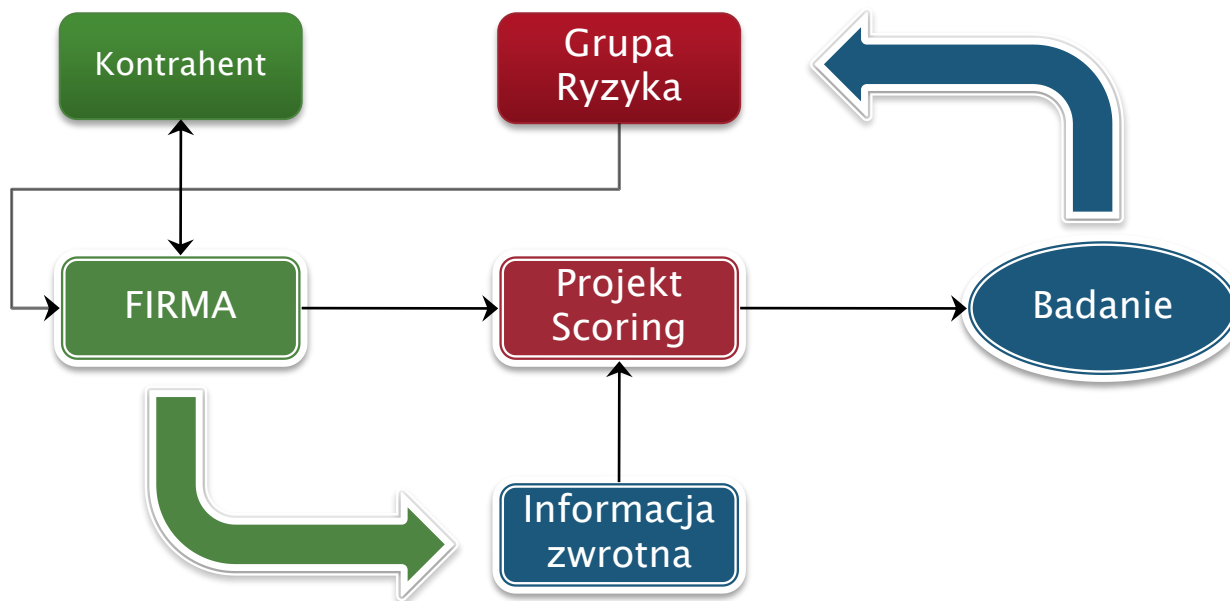 Kontrahent
Grupa
Ryzyka
FIRMA
Projekt
Scoring
Badanie
Informacja
zwrotna